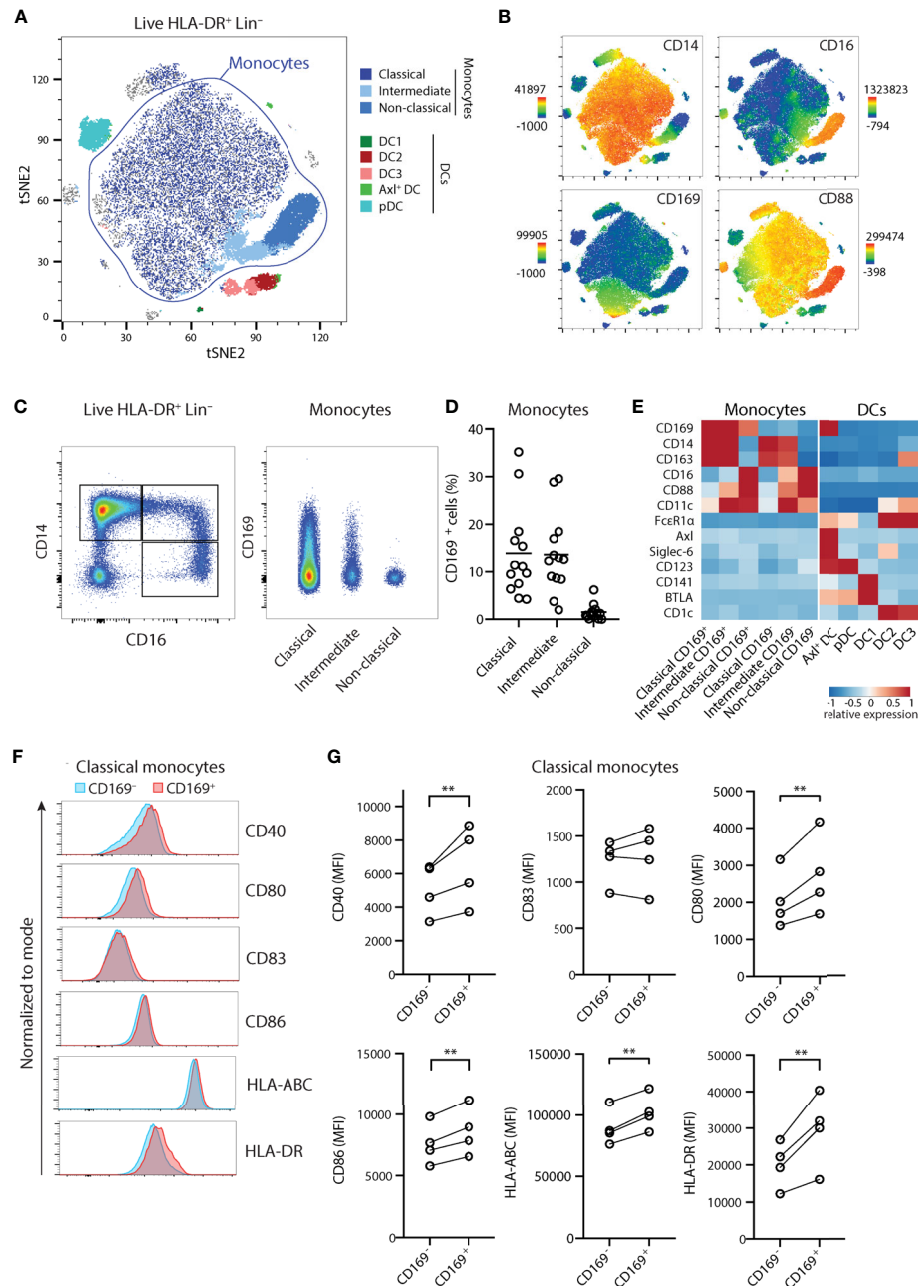 A
Live HLA-DR⁺ Lin⁻
Monocytes
120
90
60
30
0
tSNE2
0 30 60 90 120
tSNE2
Classical
Intermediate
Non-classical
Monocytes
DC1
DC2
DC3
Axl⁺ DC
pDC
DCs
B
CD14
41897
-1000
CD16
1323823
-794
CD169
99905
-1000
CD88
299474
-398
C
Live HLA-DR⁺ Lin⁻
CD14
CD16
Monocytes
CD169
Classical
Intermediate
Non-classical
D
Monocytes
CD169⁺ cells (%)
40
30
20
10
0
Classical
Intermediate
Non-classical
E
Monocytes DCs
CD169
CD14
CD163
CD16
CD88
CD11c
FcεR1α
Axl
Siglec-6
CD123
CD141
BTLA
CD1c
Classical CD169⁺
Intermediate CD169⁺
Non-classical CD169⁺
Classical CD169⁻
Intermediate CD169⁻
Non-classical CD169⁻
Axl⁺ DC
pDC
DC1
DC2
DC3
-1 -0.5 0 0.5 1
relative expression
F
Classical monocytes
CD169⁻ CD169⁺
Normalized to mode
CD40
CD80
CD83
CD86
HLA-ABC
HLA-DR
G
Classical monocytes
CD40 (MFI)
10000
8000
6000
4000
2000
0
**
CD169⁻
CD169⁺
CD83 (MFI)
2000
1500
1000
500
0
CD169⁻
CD169⁺
CD80 (MFI)
5000
4000
3000
2000
1000
0
**
CD169⁻
CD169⁺
CD86 (MFI)
15000
10000
5000
0
**
CD169⁻
CD169⁺
HLA-ABC (MFI)
150000
100000
50000
0
**
CD169⁻
CD169⁺
HLA-DR (MFI)
50000
40000
30000
20000
10000
0
**
CD169⁻
CD169⁺